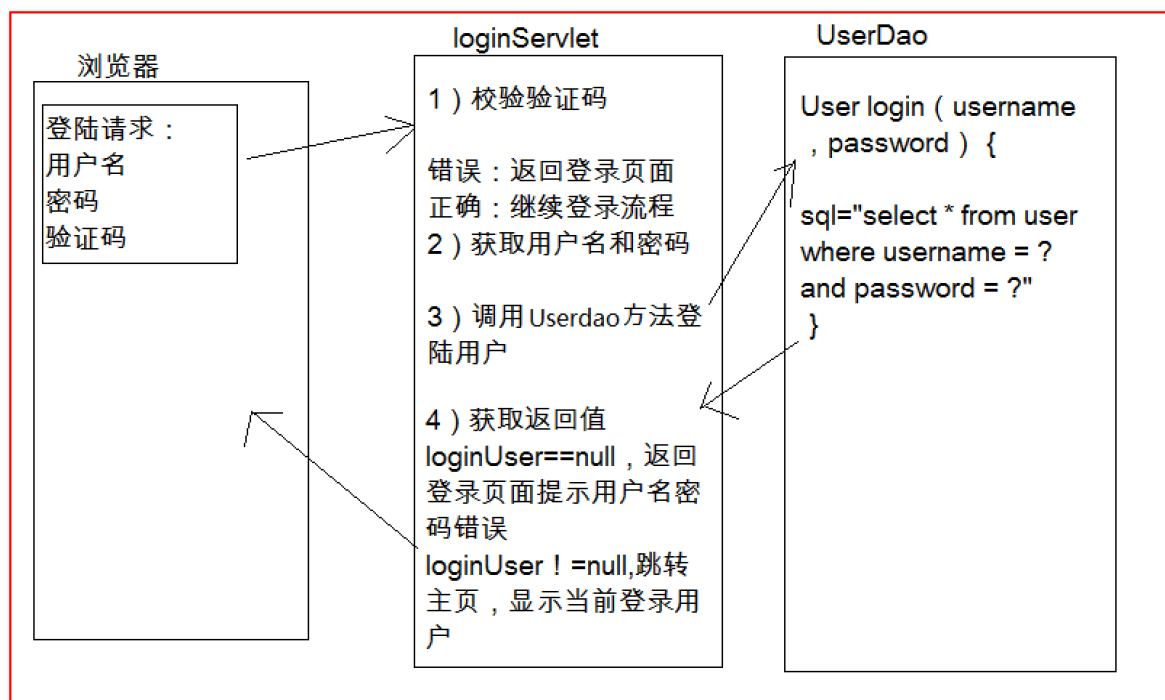 浏览器
登陆请求：
用户名
密码
验证码
loginServlet
1）校验验证码
错误：返回登录页面
正确：继续登录流程
2）获取用户名和密码
3）调用Userdao方法登
陆用户
4）获取返回值
loginUser==null，返回
登录页面提示用户名密
码错误
loginUser！=null,跳转
主页，显示当前登录用
户
UserDao
User login（username
，password）{
sql="select * from user
where username = ?
and password = ?"
}